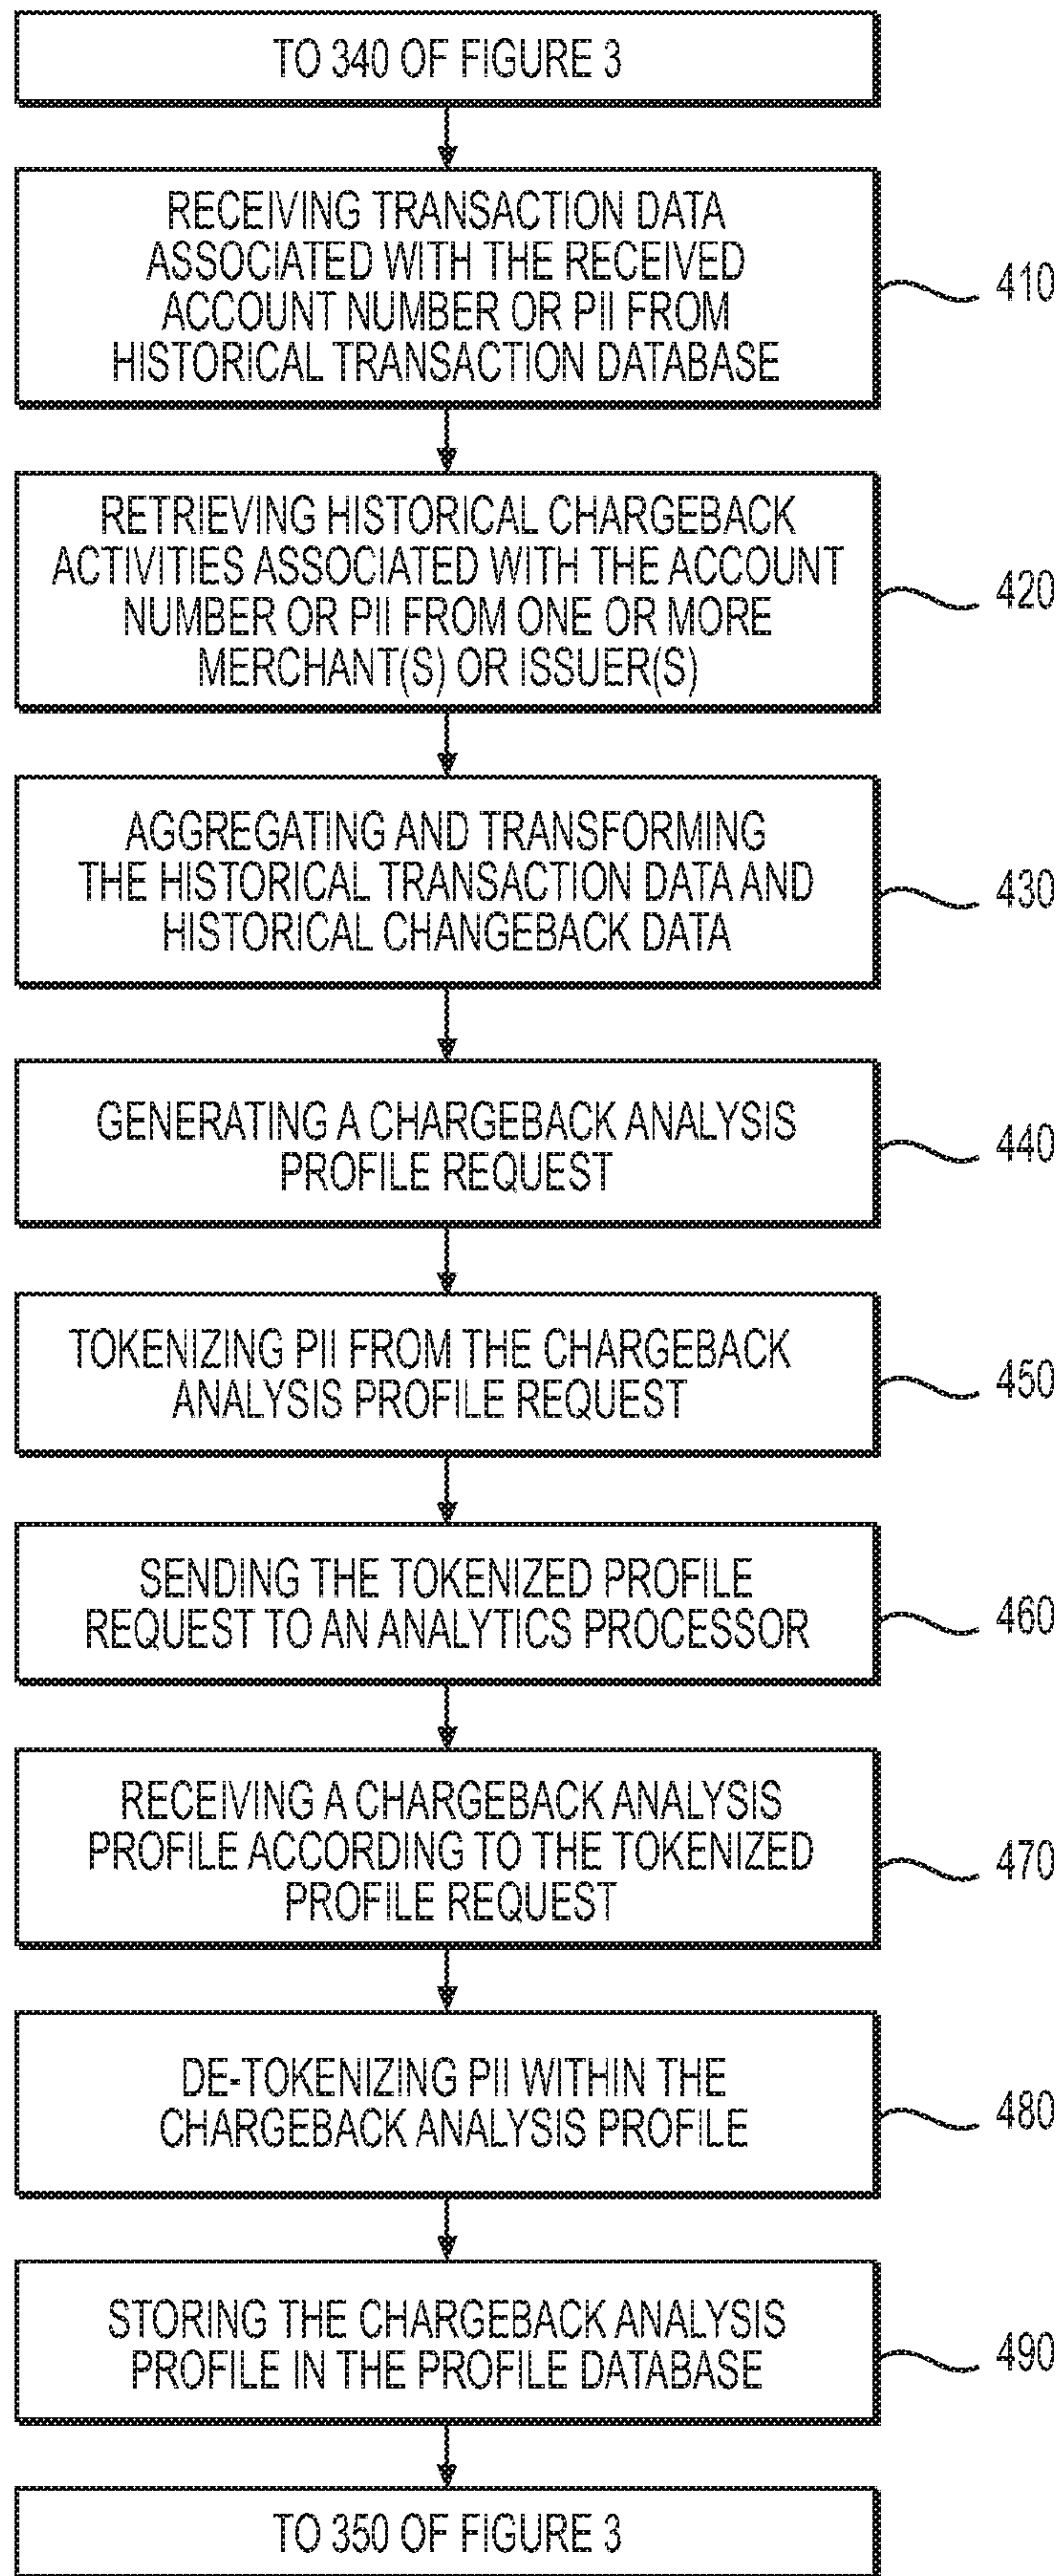 TO 340 OF FIGURE 3
RECEIVING TRANSACTION DATA
ASSOCIATED WITH THE RECEIVED
ACCOUNT NUMBER OR PII FROM
HISTORICAL TRANSACTION DATABASE
410
RETRIEVING HISTORICAL CHARGEBACK
ACTIVITIES ASSOCIATED WITH THE ACCOUNT
NUMBER OR PII FROM ONE OR MORE
MERCHANT(S) OR ISSUER(S)
420
AGGREGATING AND TRANSFORMING
THE HISTORICAL TRANSACTION DATA AND
HISTORICAL CHANGEBACK DATA
430
GENERATING A CHARGEBACK ANALYSIS
PROFILE REQUEST
440
TOKENIZING PII FROM THE CHARGEBACK
ANALYSIS PROFILE REQUEST
450
SENDING THE TOKENIZED PROFILE
REQUEST TO AN ANALYTICS PROCESSOR
460
RECEIVING A CHARGEBACK ANALYSIS
PROFILE ACCORDING TO THE TOKENIZED
PROFILE REQUEST
470
DE-TOKENIZING PII WITHIN THE
CHARGEBACK ANALYSIS PROFILE
480
STORING THE CHARGEBACK ANALYSIS
PROFILE IN THE PROFILE DATABASE
490
TO 350 OF FIGURE 3